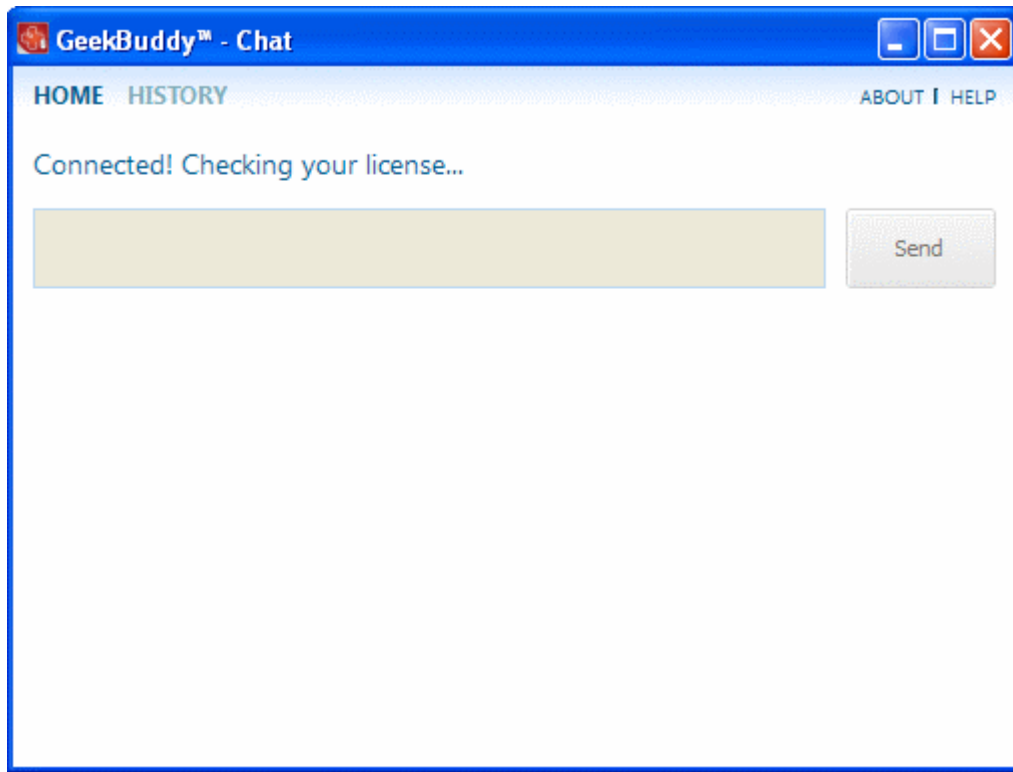 GeekBuddy™ - Chat
HOME HISTORY ABOUT | HELP
Connected! Checking your license...
Send